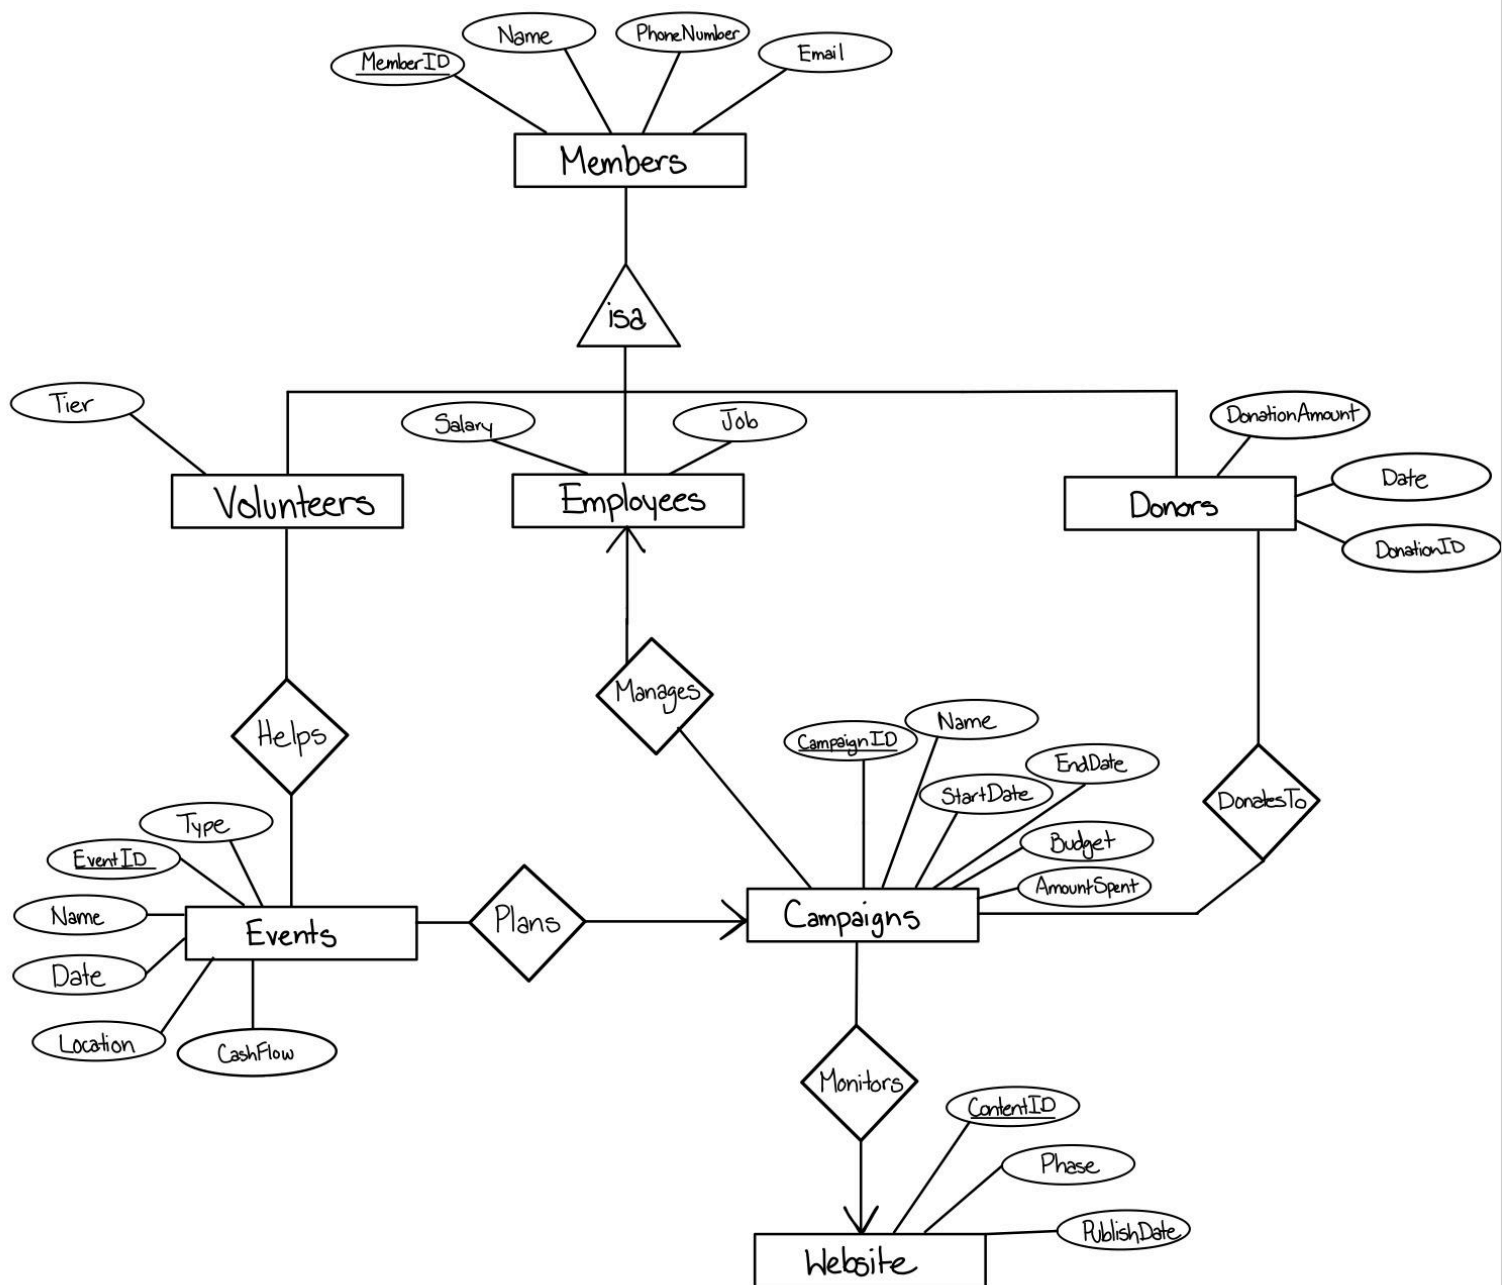 Name
PhoneNumber
Email
MemberID
Members
isa
Tier
Salary
Job
DonationAmount
Date
DonationID
Volunteers
Employees
Donors
Manages
Helps
CampaignID
Name
EndDate
StartDate
DonatesTo
Budget
AmountSpent
Type
EventID
Name
Date
Location
CashFlow
Events
Plans
Campaigns
Monitors
ContentID
Phase
PublishDate
Website